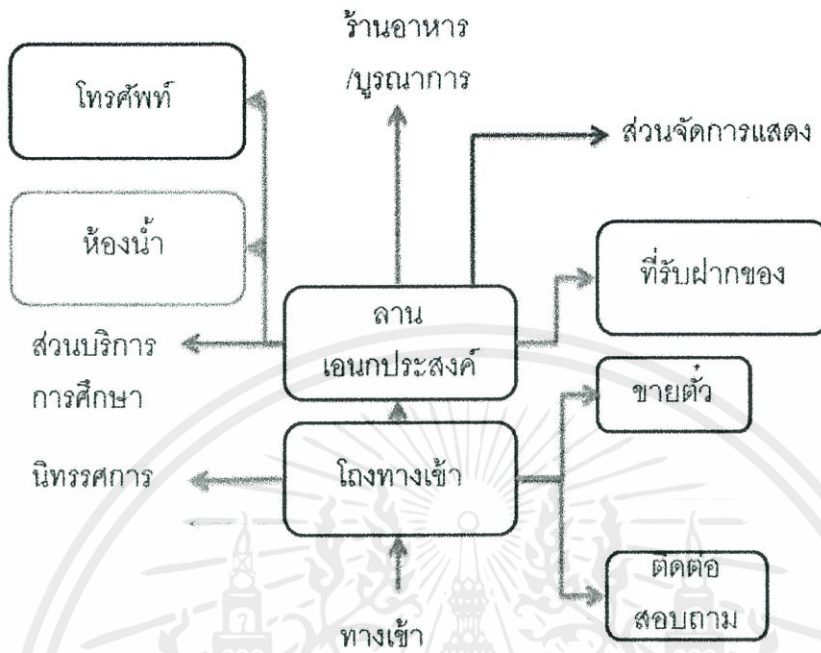 ร้านอาหาร
/บูรณาการ
โทรศัพท์
ส่วนจัดการแสดง
ห้องน้ำ
ที่รับฝากของ
ลาน
เอนกประสงค์
ส่วนบริการ
การศึกษา
ขายตั๋ว
นิทรรศการ
โถงทางเข้า
ติดต่อ
สอบถาม
ทางเข้า